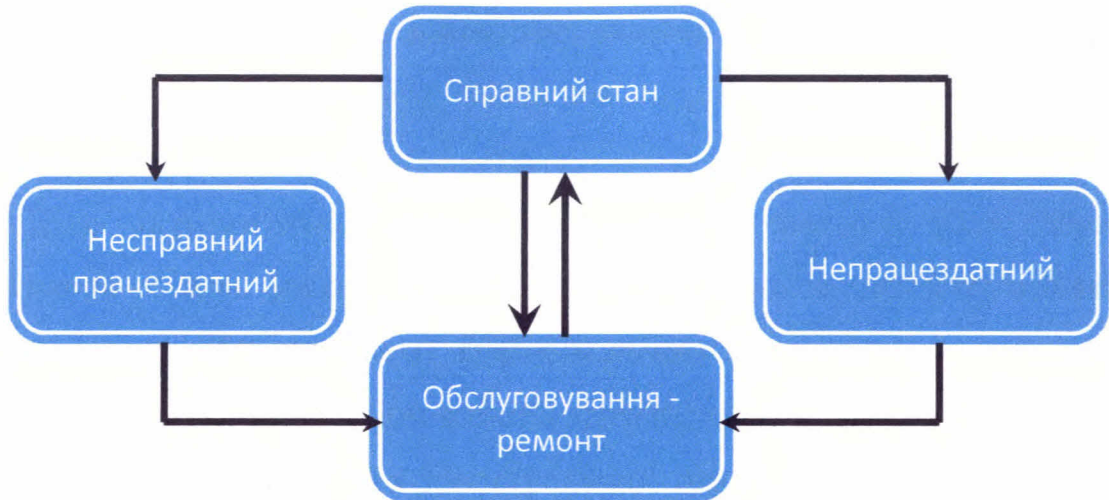 Справний стан
Несправний
працездатний
Непрацездатний
Обслуговування -
ремонт